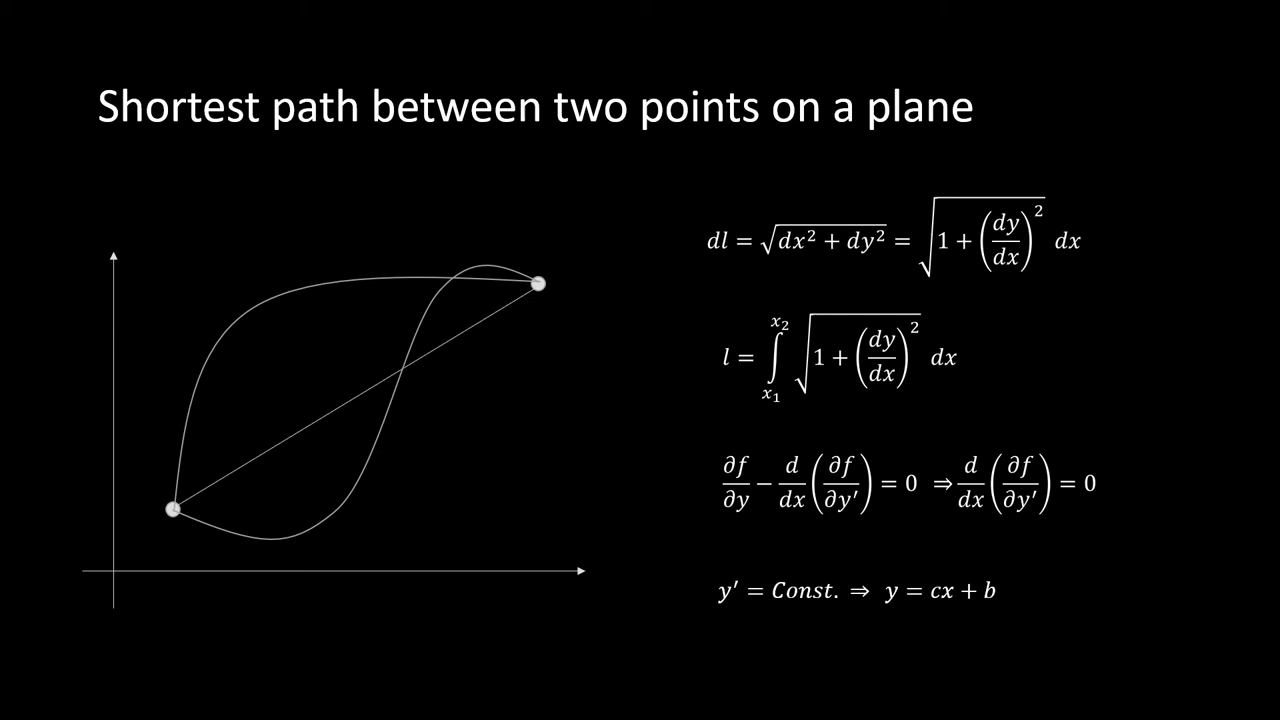 Shortest path between two points on a plane
𝑑𝑙 = √(𝑑𝑥² + 𝑑𝑦²) = √(1 + (𝑑𝑦/𝑑𝑥)²) 𝑑𝑥
𝑙 = ∫_{𝑥₁}^{𝑥₂} √(1 + (𝑑𝑦/𝑑𝑥)²) 𝑑𝑥
∂𝑓/∂𝑦 − 𝑑/𝑑𝑥 (∂𝑓/∂𝑦′) = 0 ⇒ 𝑑/𝑑𝑥 (∂𝑓/∂𝑦′) = 0
𝑦′ = 𝐶𝑜𝑛𝑠𝑡. ⇒ 𝑦 = 𝑐𝑥 + 𝑏